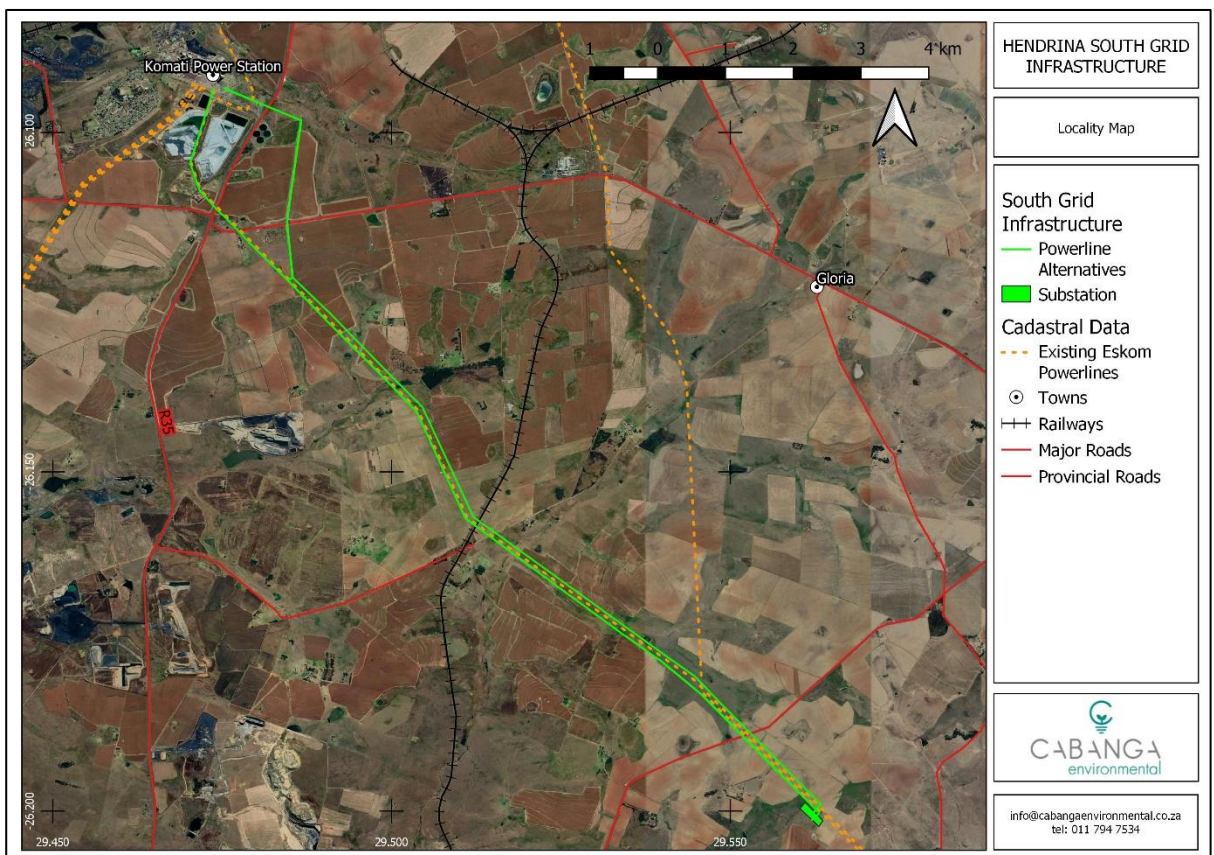 1 0 1 2 3 4 km
Komati Power Station
-26.100
Gloria
R35
-26.150
-26.200
29.450
29.500
29.550
HENDRINA SOUTH GRID
INFRASTRUCTURE
Locality Map
South Grid
Infrastructure
Powerline
Alternatives
Substation
Cadastral Data
Existing Eskom
Powerlines
Towns
Railways
Major Roads
Provincial Roads
CABANGA
environmental
info@cabangaenvironmental.co.za
tel: 011 794 7534